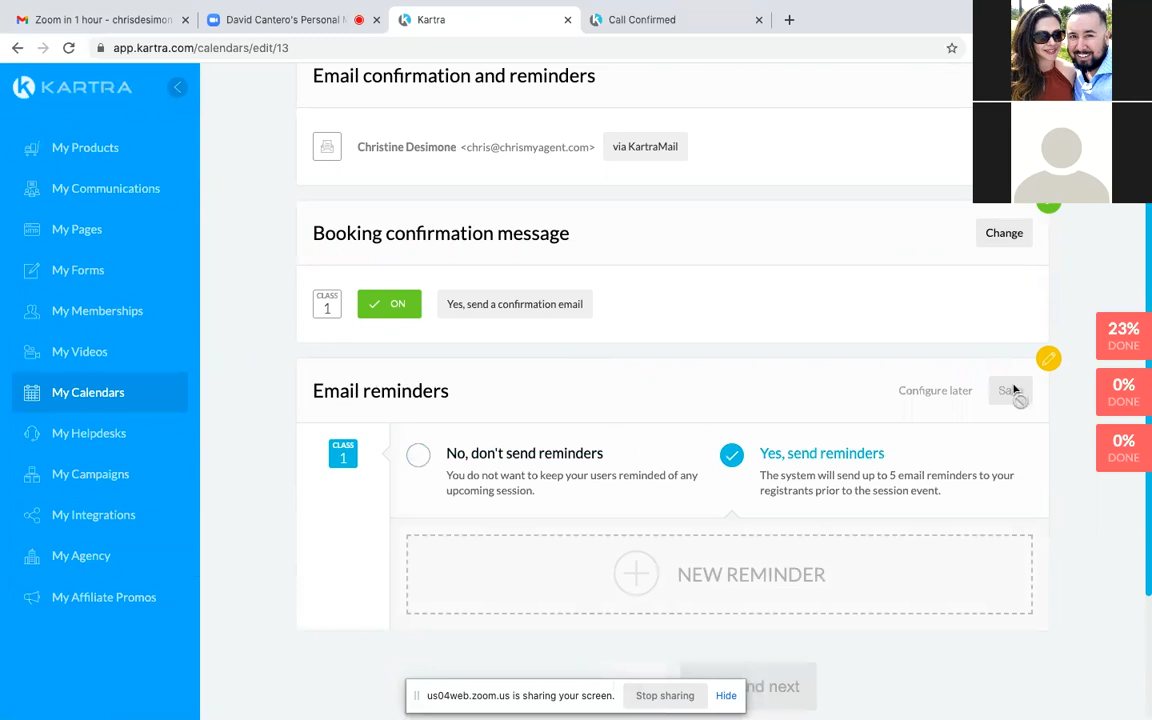 Zoom in 1 hour - chrisdesimon
David Cantero's Personal M
Kartra
Call Confirmed
app.kartra.com/calendars/edit/13
KARTRA
My Products
My Communications
My Pages
My Forms
My Memberships
My Videos
My Calendars
My Helpdesks
My Campaigns
My Integrations
My Agency
My Affiliate Promos
Email confirmation and reminders
Christine Desimone <chris@chrismyagent.com> via KartraMail
Booking confirmation message
Change
CLASS
1
ON
Yes, send a confirmation email
Email reminders
Configure later
CLASS
1
No, don't send reminders
You do not want to keep your users reminded of any
upcoming session.
Yes, send reminders
The system will send up to 5 email reminders to your
registrants prior to the session event.
NEW REMINDER
next
us04web.zoom.us is sharing your screen.
Stop sharing
Hide
23%
DONE
0%
DONE
0%
DONE